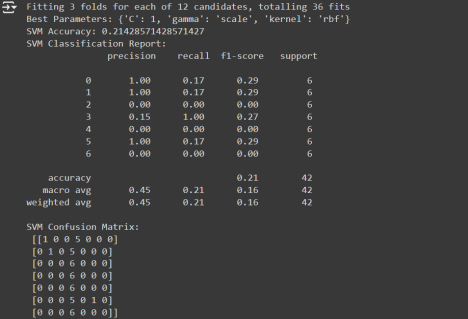 Fitting 3 folds for each of 12 candidates, totalling 36 fits
Best Parameters: {'C': 1, 'gamma': 'scale', 'kernel': 'rbf'}
SVM Accuracy: 0.21428571428571427
SVM Classification Report:
precision recall f1-score support
0 1.00 0.17 0.29 6
1 1.00 0.17 0.29 6
2 0.00 0.00 0.00 6
3 0.15 1.00 0.27 6
4 0.00 0.00 0.00 6
5 1.00 0.17 0.29 6
6 0.00 0.00 0.00 6
accuracy 0.21 42
macro avg 0.45 0.21 0.16 42
weighted avg 0.45 0.21 0.16 42
SVM Confusion Matrix:
[[1 0 0 5 0 0 0]
[0 1 0 5 0 0 0]
[0 0 0 6 0 0 0]
[0 0 0 6 0 0 0]
[0 0 0 6 0 0 0]
[0 0 0 5 0 1 0]
[0 0 0 6 0 0 0]]